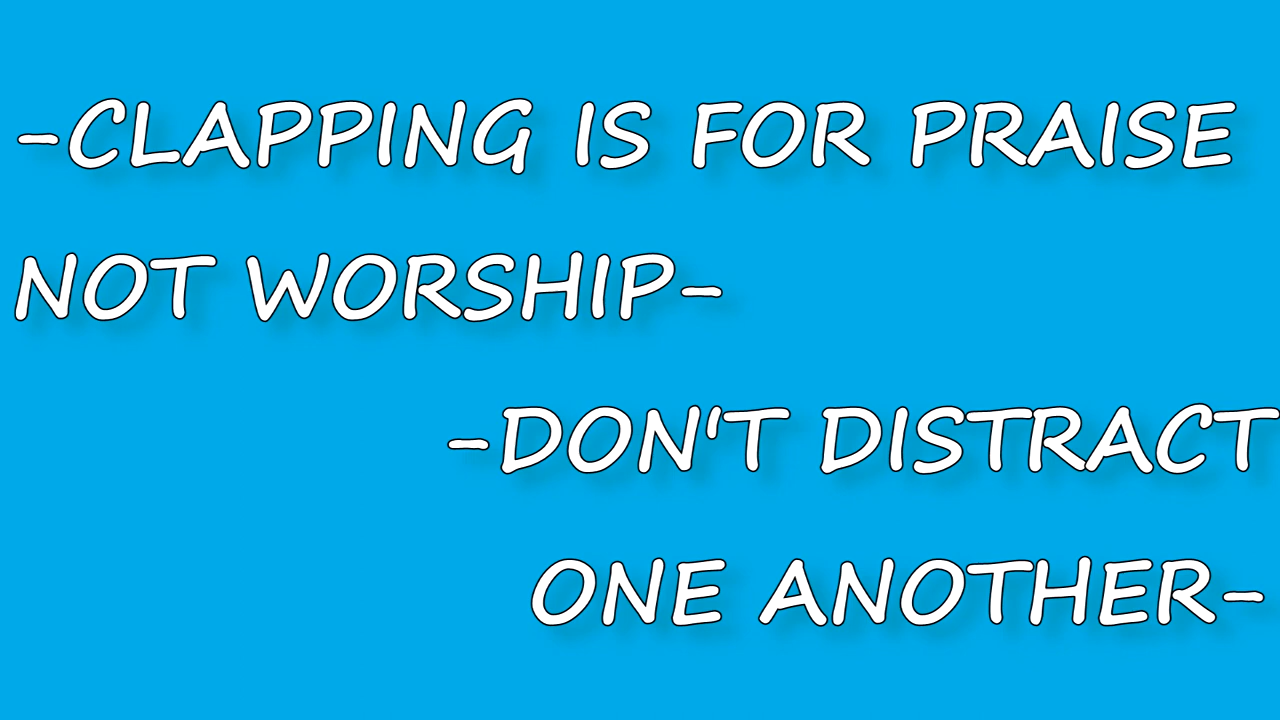 -CLAPPING IS FOR PRAISE
NOT WORSHIP-
-DON'T DISTRACT
ONE ANOTHER-